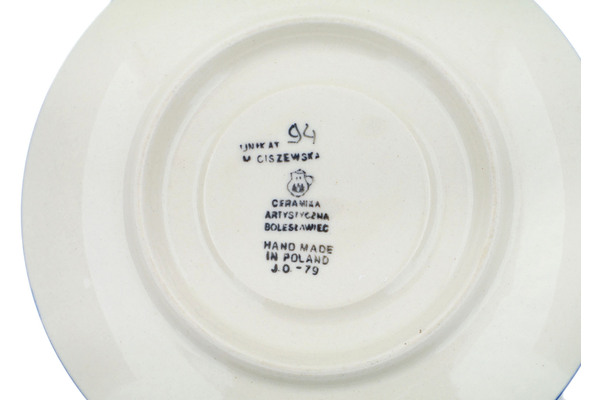 94
UNIKAT
M CISZEWSKA
CERAMIKA
ARTYSTYCZNA
BOLESŁAWIEC
HAND MADE
IN POLAND
J.O.-79